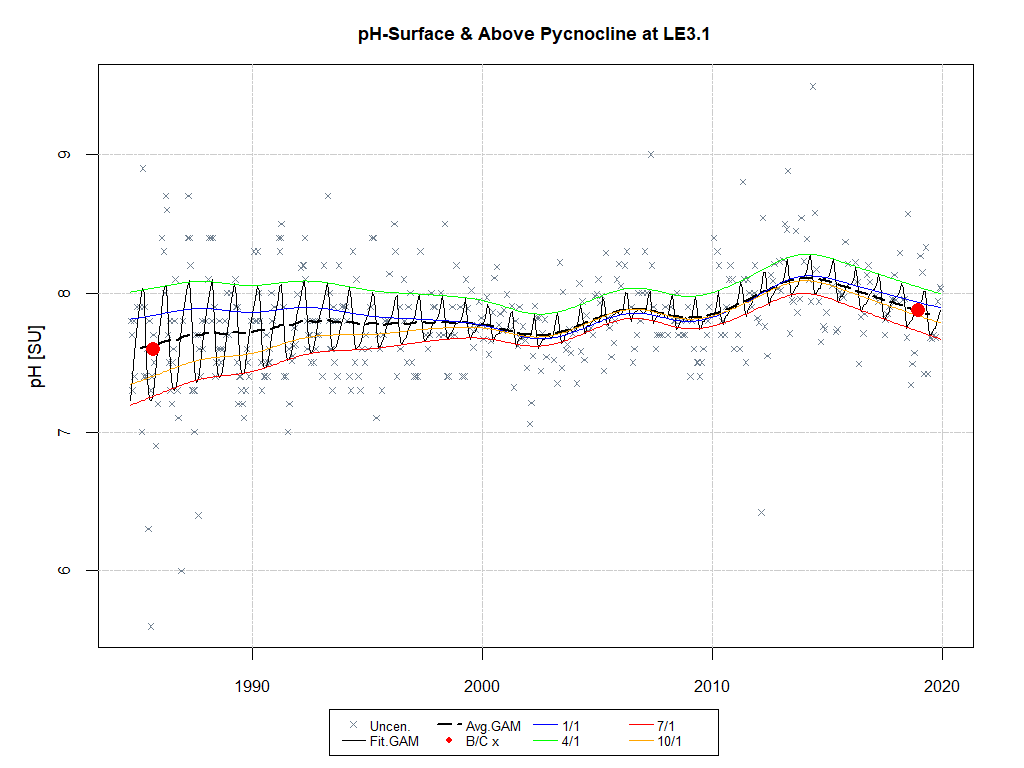 pH-Surface & Above Pycnocline at LE3.1
9
8
7
6
pH [SU]
1990 2000 2010 2020
Uncen. Avg.GAM 1/1 7/1
Fit.GAM B/C x 4/1 10/1